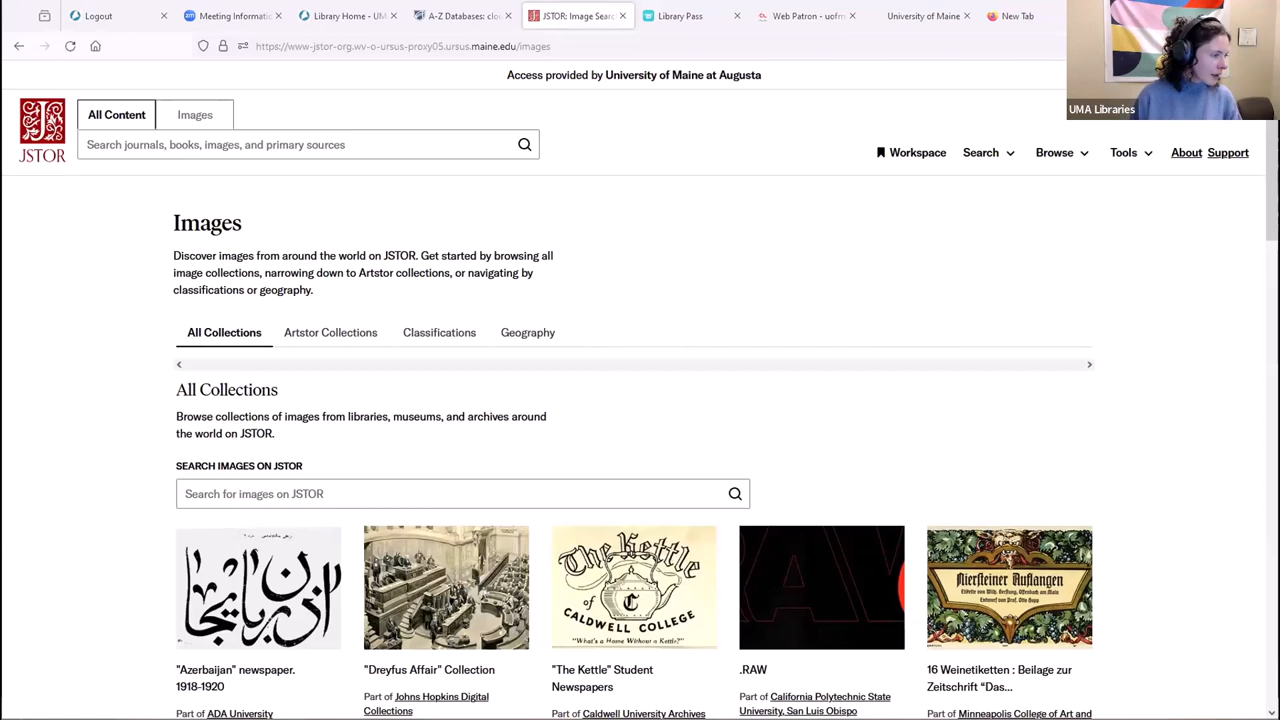 Logout
Meeting Informati
Library Home - UM
A-Z Databases: clou
JSTOR: Image Searc
Library Pass
Web Patron - uofm
University of Maine
New Tab
https://www-jstor-org.wv-o-ursus-proxy05.ursus.maine.edu/images
UMA Libraries
Access provided by University of Maine at Augusta
JSTOR
All Content
Images
Search journals, books, images, and primary sources
Workspace
Search
Browse
Tools
About
Support
Images
Discover images from around the world on JSTOR. Get started by browsing all
image collections, narrowing down to Artstor collections, or navigating by
classifications or geography.
All Collections
Artstor Collections
Classifications
Geography
All Collections
Browse collections of images from libraries, museums, and archives around
the world on JSTOR.
SEARCH IMAGES ON JSTOR
Search for images on JSTOR
The Kettle
of
C
CALDWELL COLLEGE
"What's a Home Without a Kettle?"
RAW
Niersteiner Auflangen
"Azerbaijan" newspaper.
1918-1920
Part of ADA University
"Dreyfus Affair" Collection
Part of Johns Hopkins Digital
Collections
"The Kettle" Student
Newspapers
Part of Caldwell University Archives
.RAW
Part of California Polytechnic State
University, San Luis Obispo
16 Weinetiketten : Beilage zur
Zeitschrift “Das...
Part of Minneapolis College of Art and